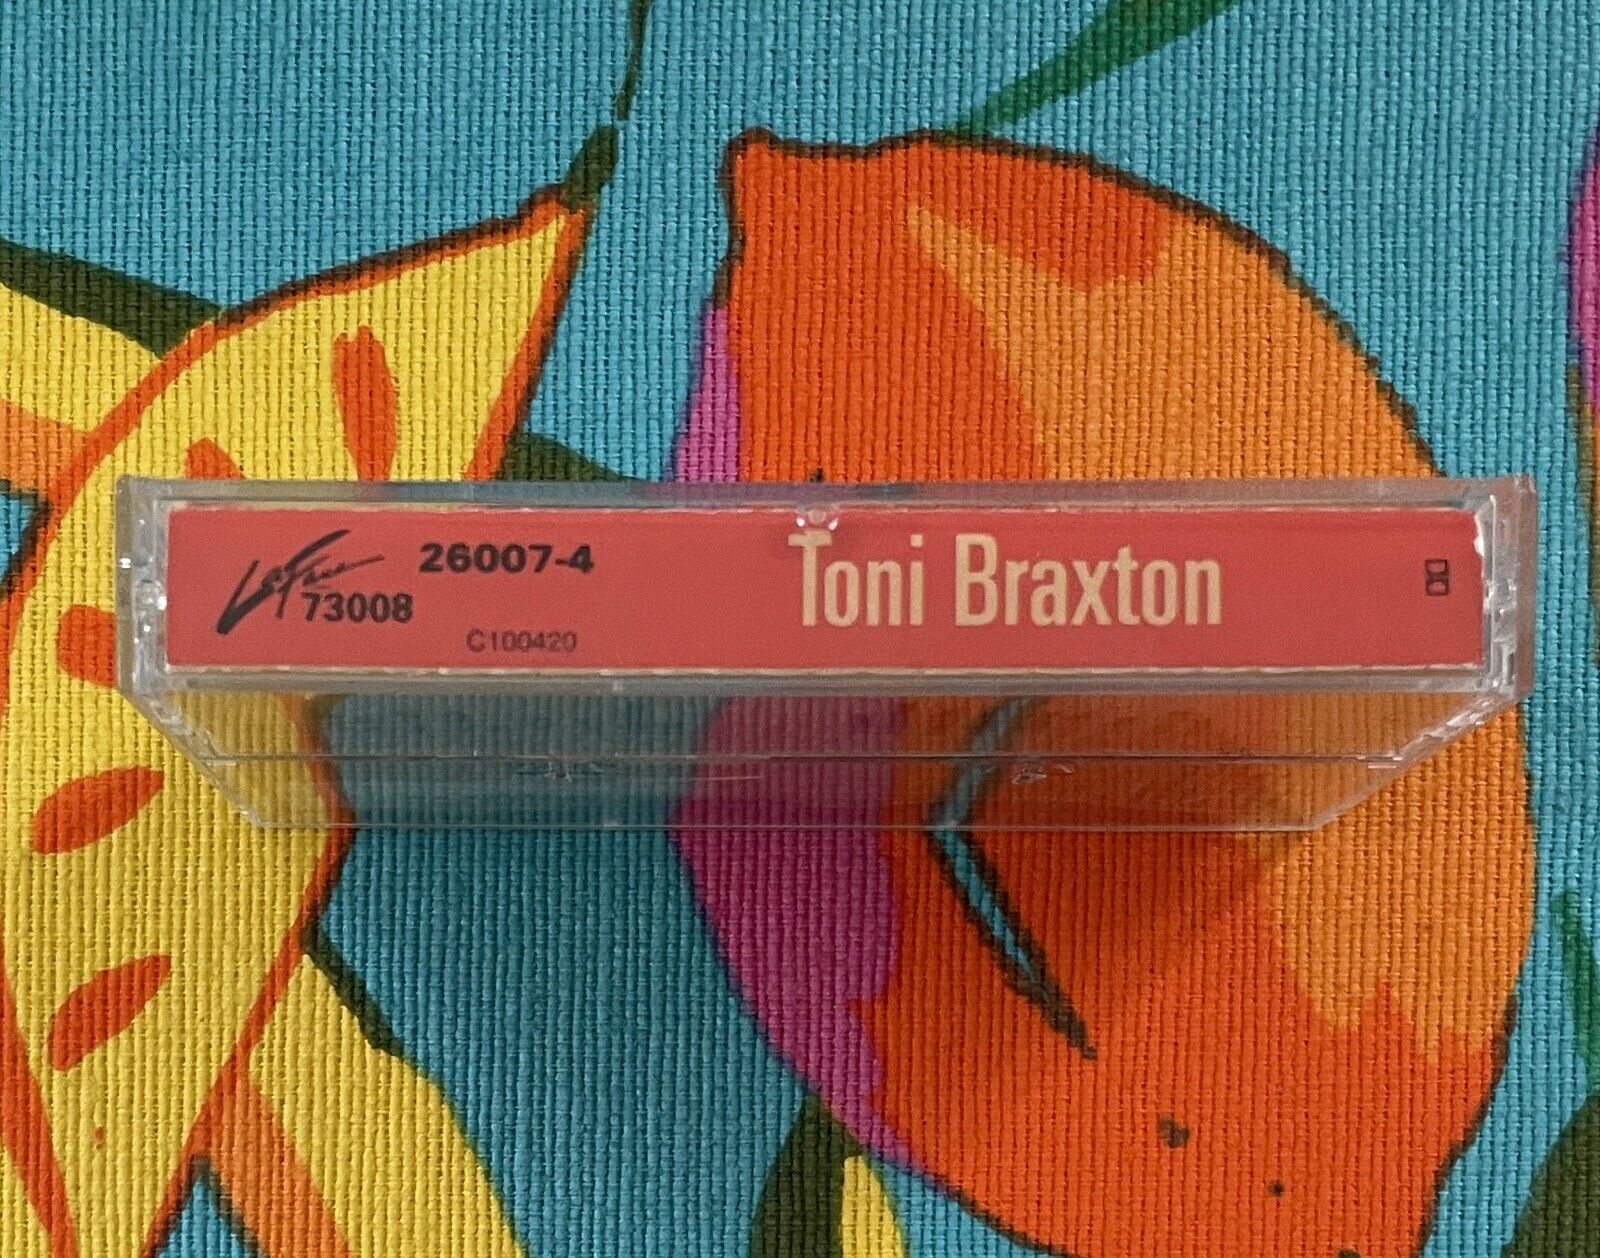 LaFace
26007-4
73008
C100420
Toni Braxton